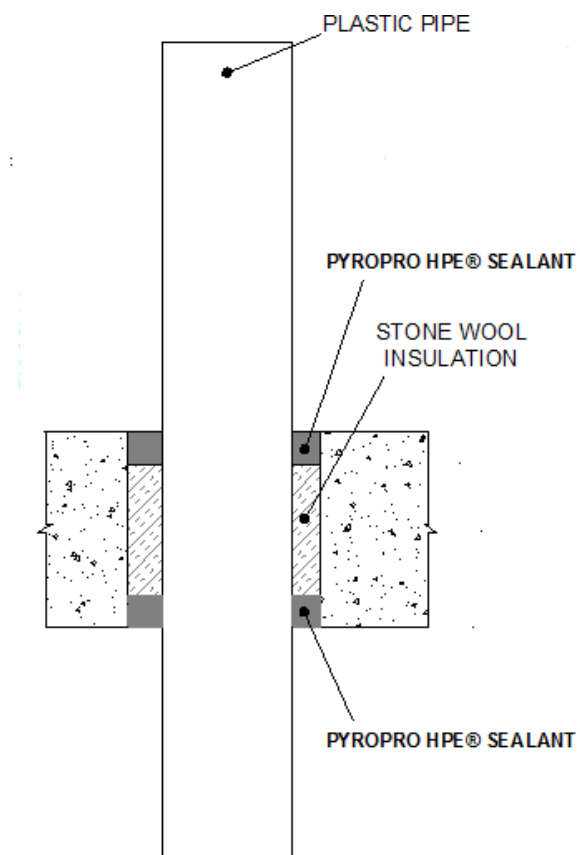 PLASTIC PIPE
PYROPRO HPE® SEALANT
STONE WOOL
INSULATION
PYROPRO HPE® SEALANT